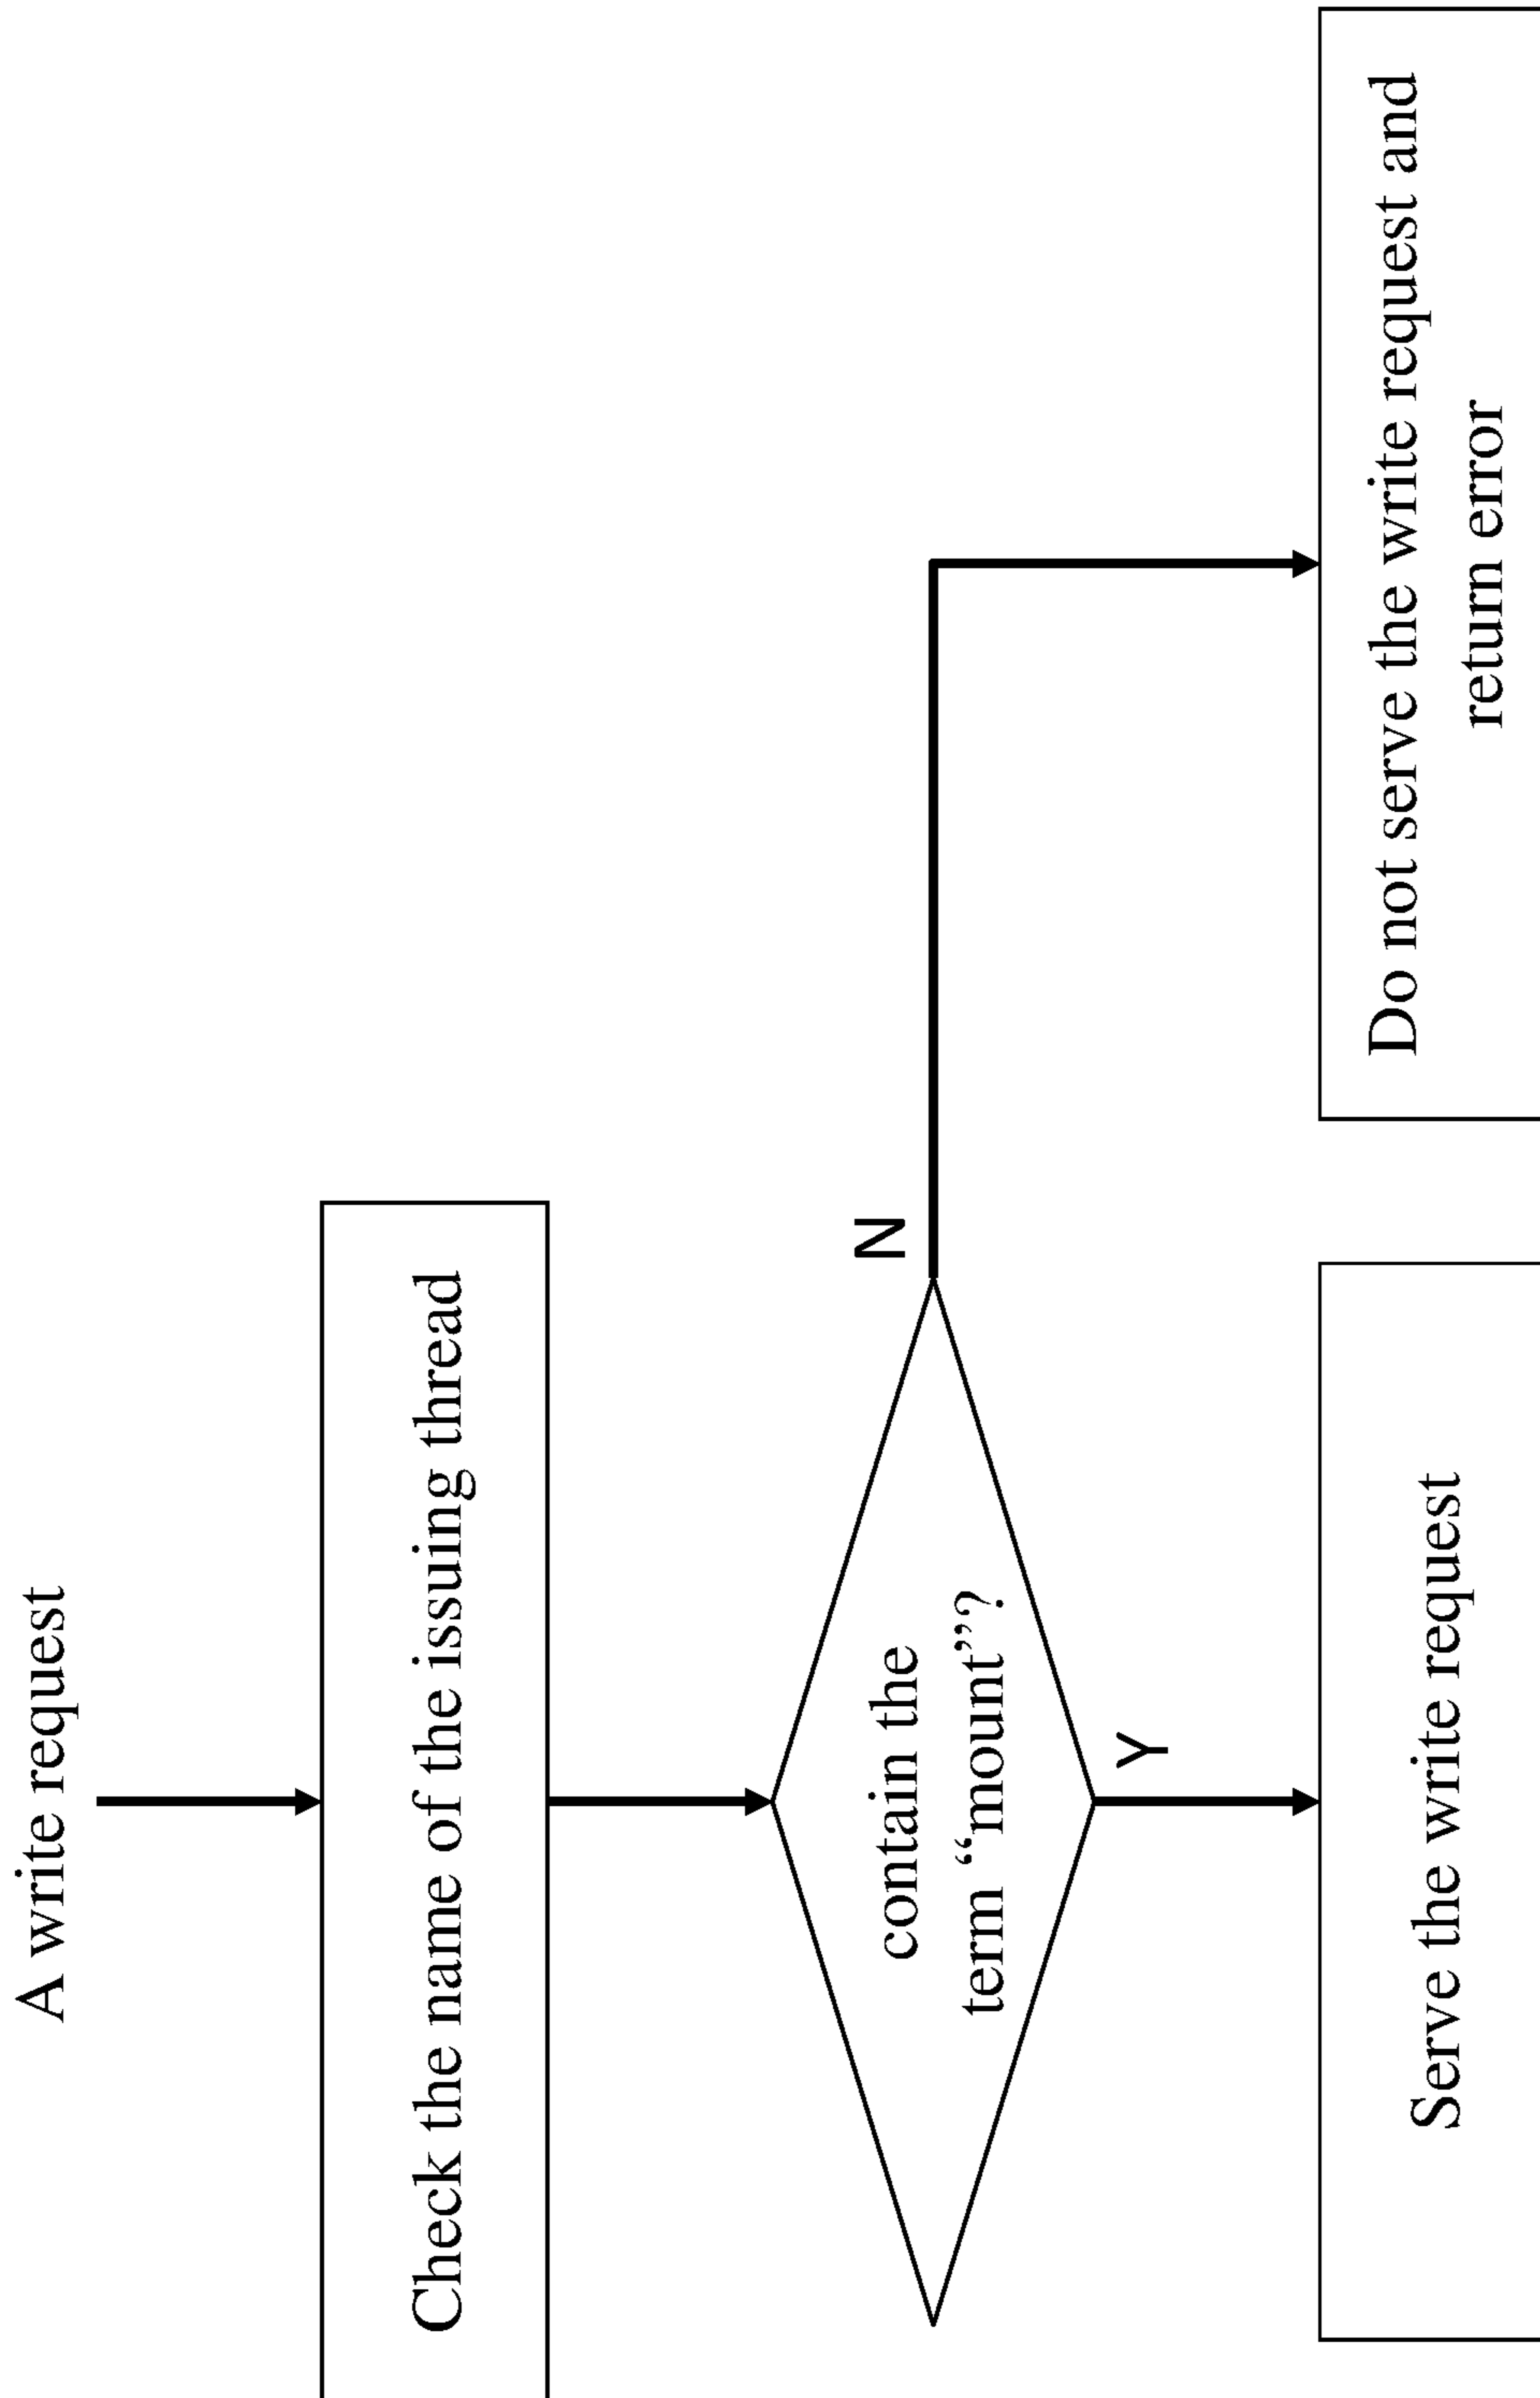 A write request
Check the name of the issuing thread
contain the
term “mount”?
N
Y
Serve the write request
Do not serve the write request and
return error